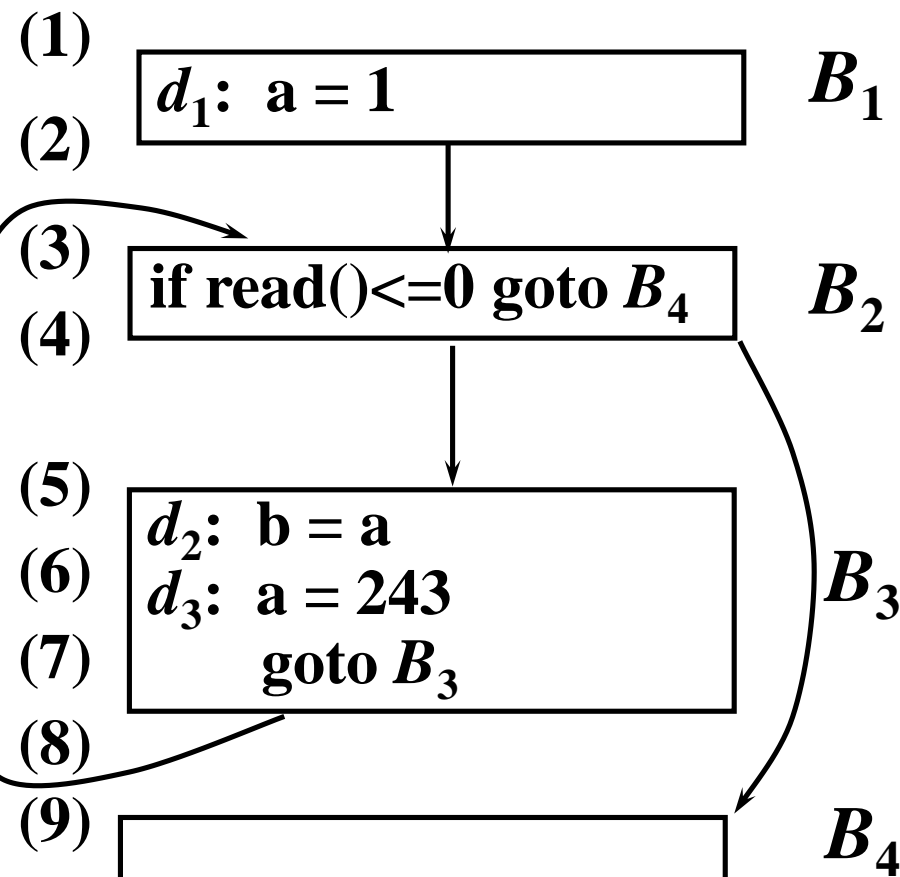 (1)
d₁: a = 1 B₁
(2)
(3)
if read()<=0 goto B₄ B₂
(4)
(5)
d₂: b = a
(6) B₃
d₃: a = 243
(7)
goto B₃
(8)
(9)
B₄